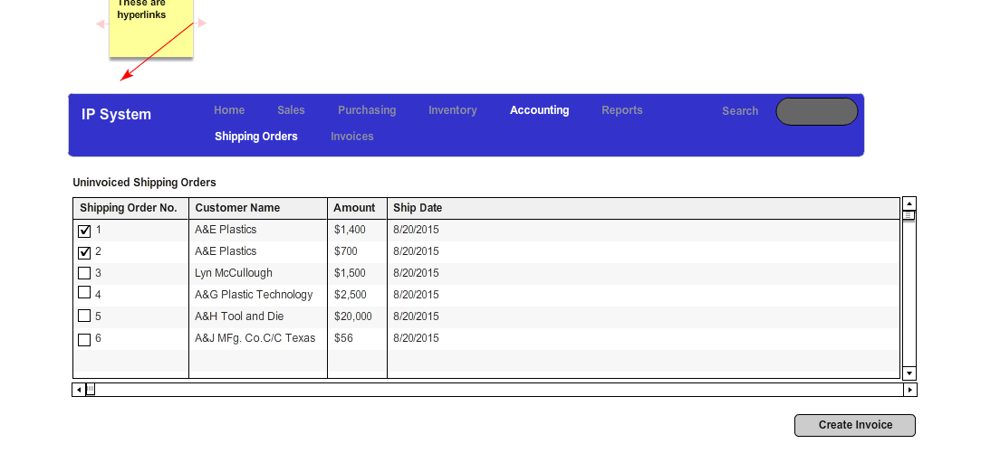 These are
hyperlinks
IP System
Home Sales Purchasing Inventory Accounting Reports Search
Shipping Orders Invoices
Uninvoiced Shipping Orders
Shipping Order No. Customer Name Amount Ship Date
1 A&E Plastics $1,400 8/20/2015
2 A&E Plastics $700 8/20/2015
3 Lyn McCullough $1,500 8/20/2015
4 A&G Plastic Technology $2,500 8/20/2015
5 A&H Tool and Die $20,000 8/20/2015
6 A&J MFg. Co.C/C Texas $56 8/20/2015
Create Invoice